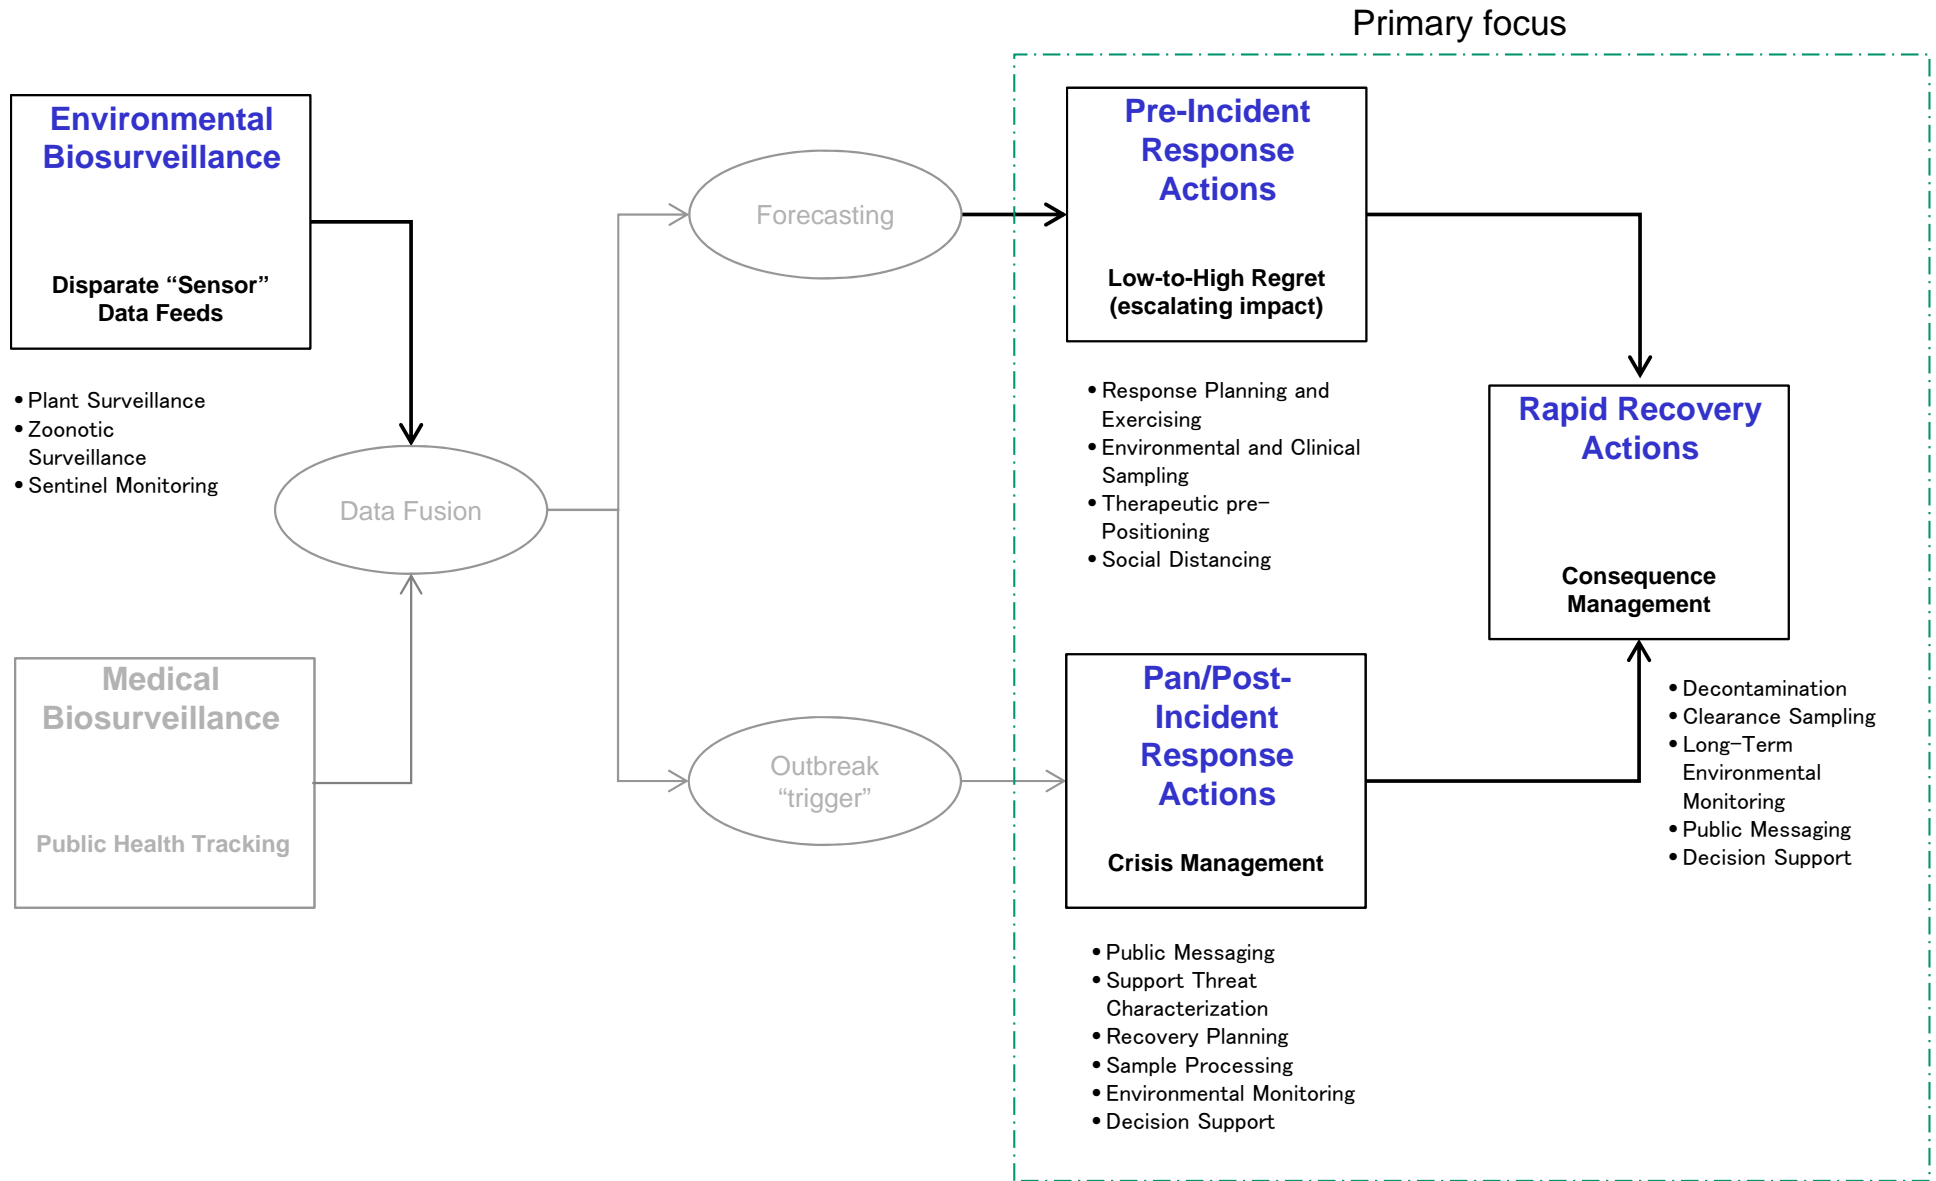 Primary focus
Environmental
Biosurveillance
Disparate “Sensor”
Data Feeds
• Plant Surveillance
• Zoonotic
Surveillance
• Sentinel Monitoring
Medical
Biosurveillance
Public Health Tracking
Data Fusion
Forecasting
Outbreak
“trigger”
Pre-Incident
Response
Actions
Low-to-High Regret
(escalating impact)
• Response Planning and
Exercising
• Environmental and Clinical
Sampling
• Therapeutic pre-
Positioning
• Social Distancing
Pan/Post-
Incident
Response
Actions
Crisis Management
• Public Messaging
• Support Threat
Characterization
• Recovery Planning
• Sample Processing
• Environmental Monitoring
• Decision Support
Rapid Recovery
Actions
Consequence
Management
• Decontamination
• Clearance Sampling
• Long-Term
Environmental
Monitoring
• Public Messaging
• Decision Support